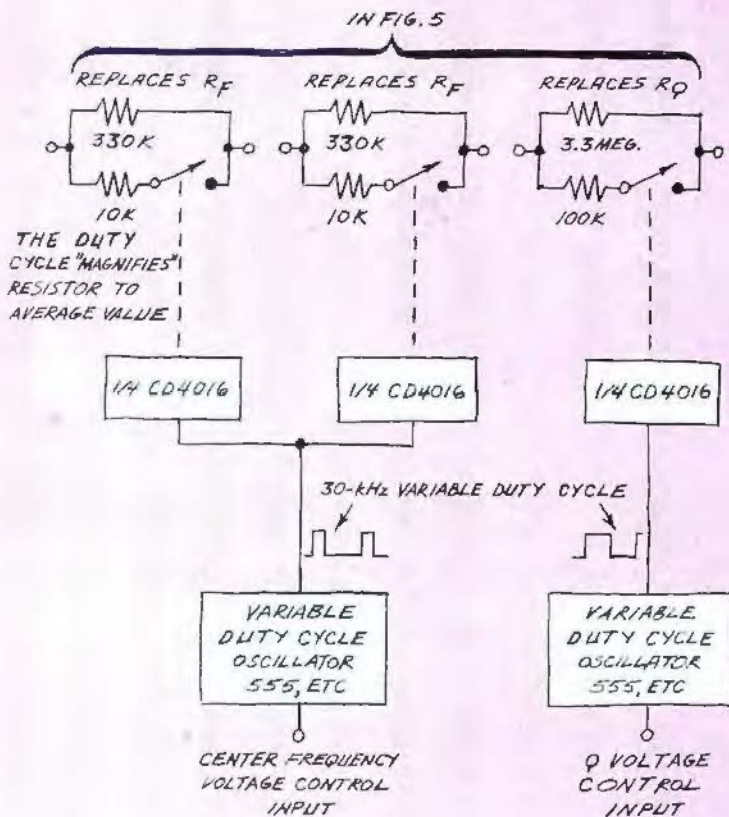 IN FIG. 5
REPLACES RF
REPLACES RF
REPLACES RQ
330K
330K
3.3 MEG.
10K
10K
100K
THE DUTY
CYCLE "MAGNIFIES"
RESISTOR TO
AVERAGE VALUE
1/4 CD4016
1/4 CD4016
1/4 CD4016
30-kHz VARIABLE DUTY CYCLE
VARIABLE
DUTY CYCLE
OSCILLATOR
555, ETC
VARIABLE
DUTY CYCLE
OSCILLATOR
555, ETC
CENTER FREQUENCY
VOLTAGE CONTROL
INPUT
Q VOLTAGE
CONTROL
INPUT